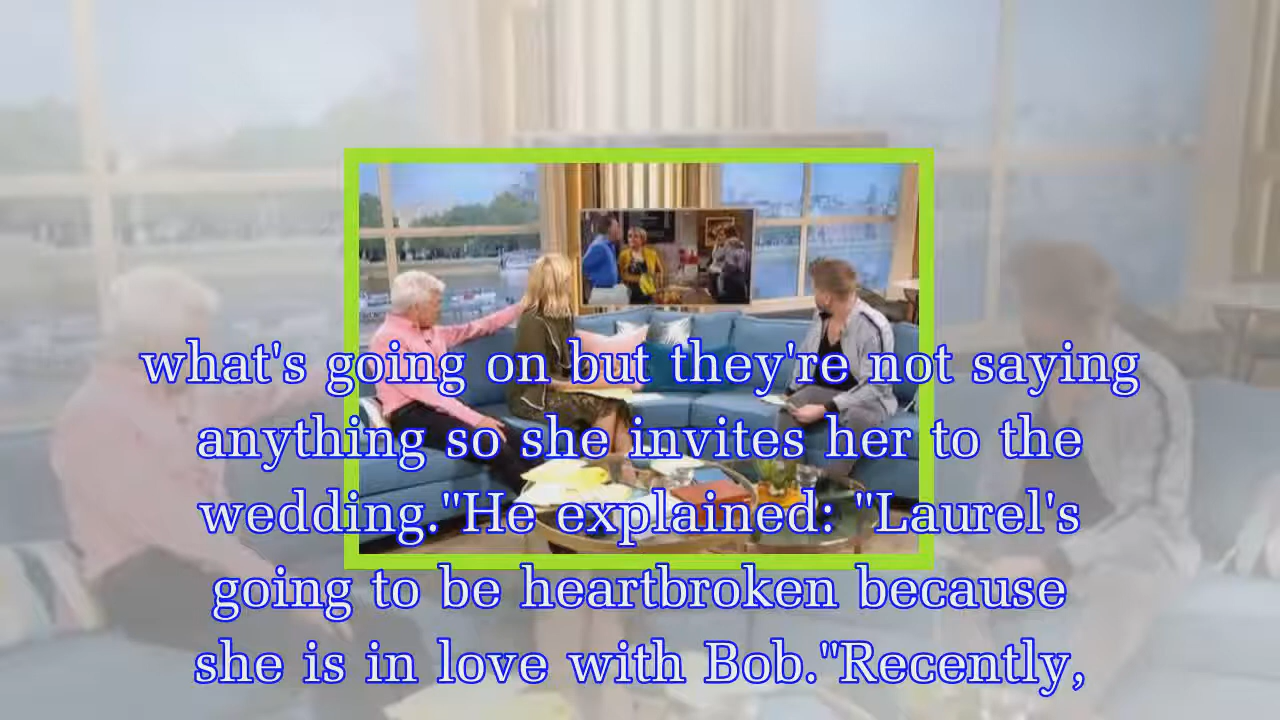 what's going on but they're not saying
anything so she invites her to the
wedding."He explained: "Laurel's
going to be heartbroken because
she is in love with Bob."Recently,